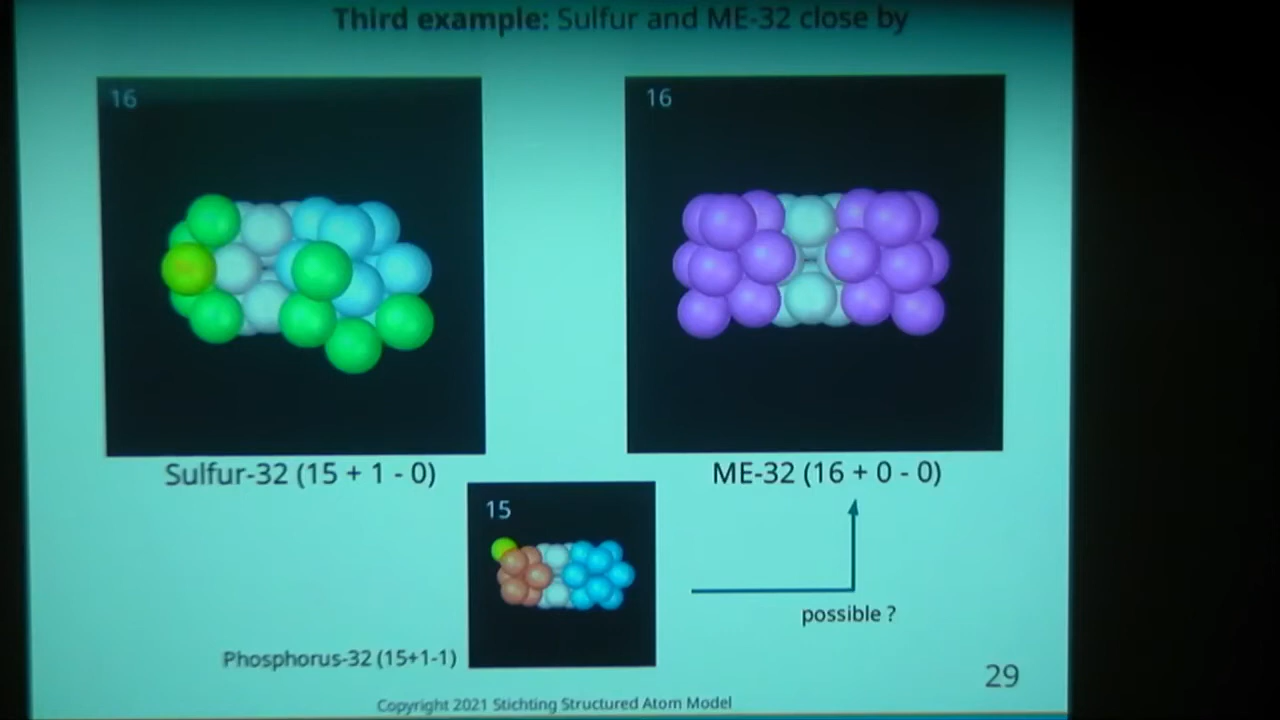 Third example: Sulfur and ME-32 close by
16
16
Sulfur-32 (15 + 1 - 0)
ME-32 (16 + 0 - 0)
15
possible ?
Phosphorus-32 (15+1-1)
29
Copyright 2021 Stichting Structured Atom Model